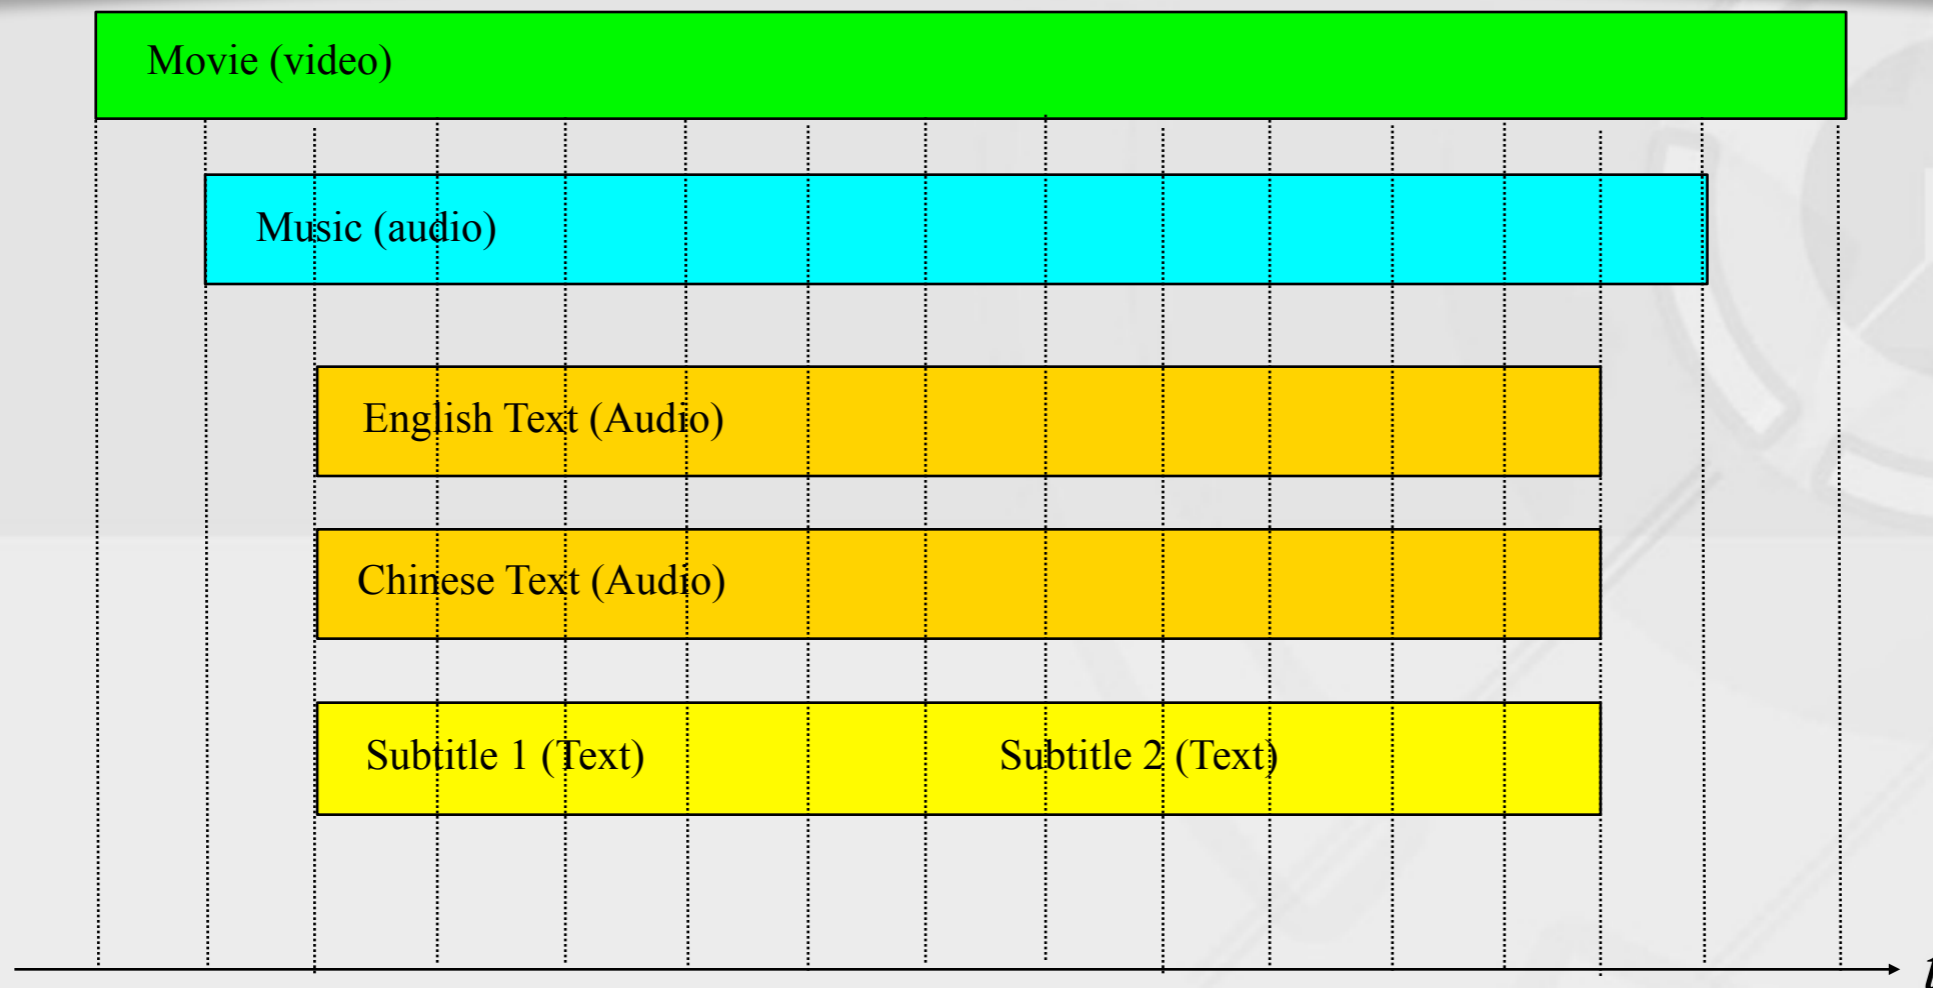 Movie (video)
Music (audio)
English Text (Audio)
Chinese Text (Audio)
Subtitle 1 (Text) Subtitle 2 (Text)
t